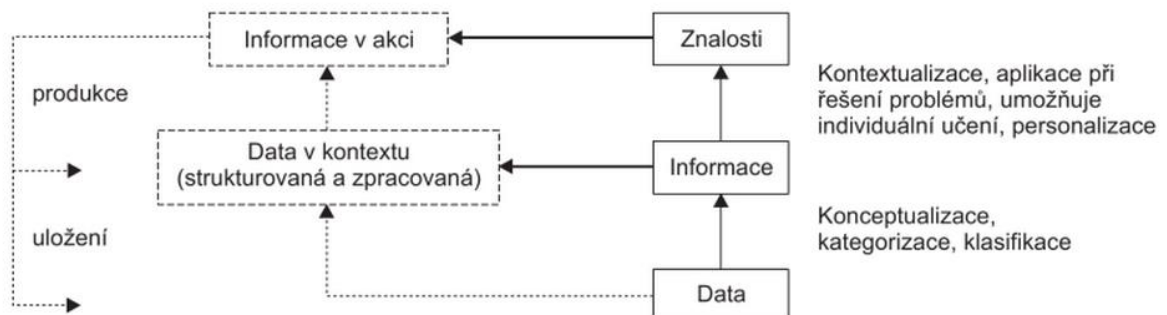 Informace v akci
Znalosti
produkce
Kontextualizace, aplikace při
řešení problémů, umožňuje
individuální učení, personalizace
Data v kontextu
(strukturovaná a zpracovaná)
Informace
uložení
Konceptualizace,
kategorizace, klasifikace
Data